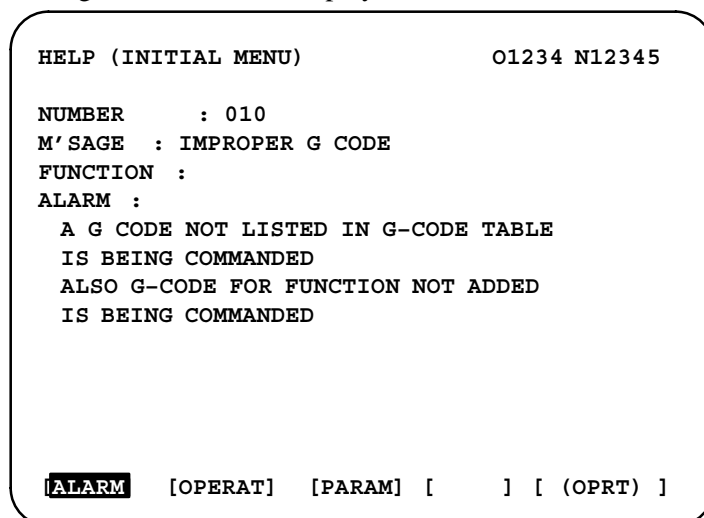 HELP (INITIAL MENU) O1234 N12345
NUMBER : 010
M'SAGE : IMPROPER G CODE
FUNCTION :
ALARM :
A G CODE NOT LISTED IN G-CODE TABLE
IS BEING COMMANDED
ALSO G-CODE FOR FUNCTION NOT ADDED
IS BEING COMMANDED
[ALARM [OPERAT] [PARAM] [ ] [ (OPRT) ]